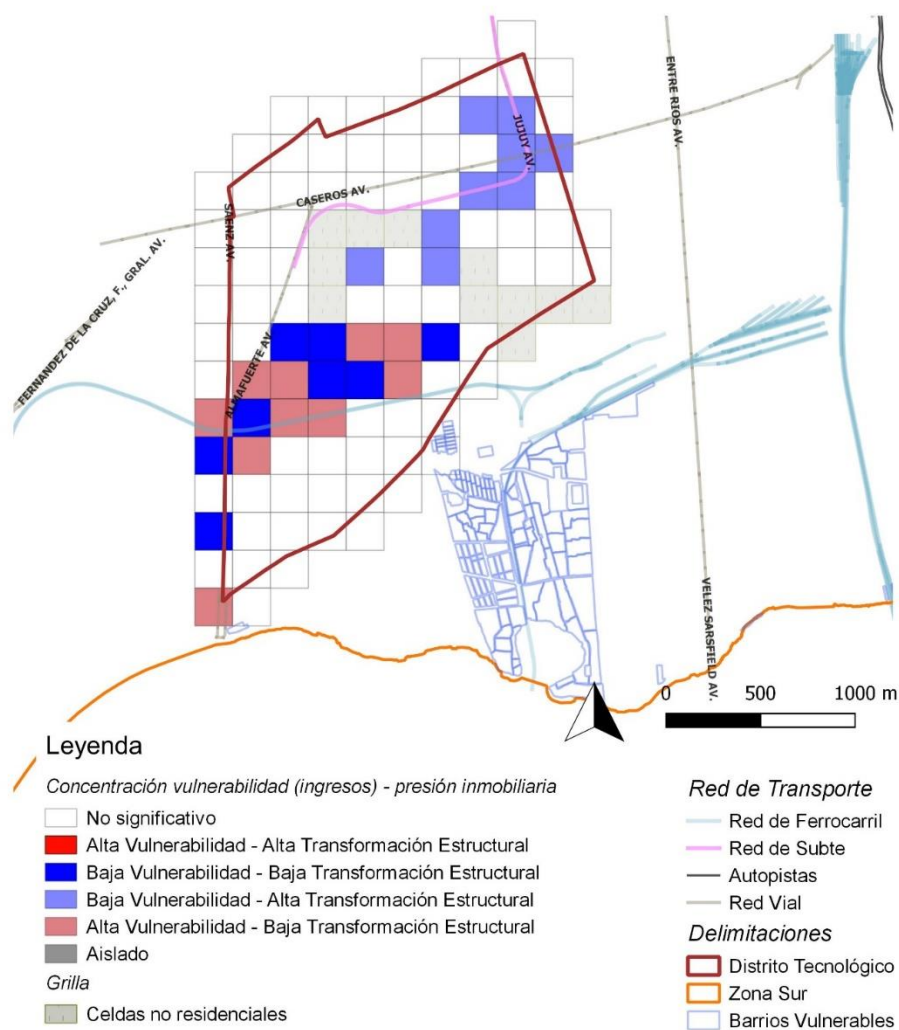 ENTRE RIOS AV.
JUJUY AV.
CASEROS AV.
SAENZ AV.
FERNANDEZ DE LA CRUZ, F., GRAL. AV.
ALMAFUERTE AV.
VELEZ SARSFIELD AV.
0 500 1000 m
Leyenda
Concentración vulnerabilidad (ingresos) - presión inmobiliaria
No significativo
Alta Vulnerabilidad - Alta Transformación Estructural
Baja Vulnerabilidad - Baja Transformación Estructural
Baja Vulnerabilidad - Alta Transformación Estructural
Alta Vulnerabilidad - Baja Transformación Estructural
Aislado
Grilla
Celdas no residenciales
Red de Transporte
Red de Ferrocarril
Red de Subte
Autopistas
Red Vial
Delimitaciones
Distrito Tecnológico
Zona Sur
Barrios Vulnerables